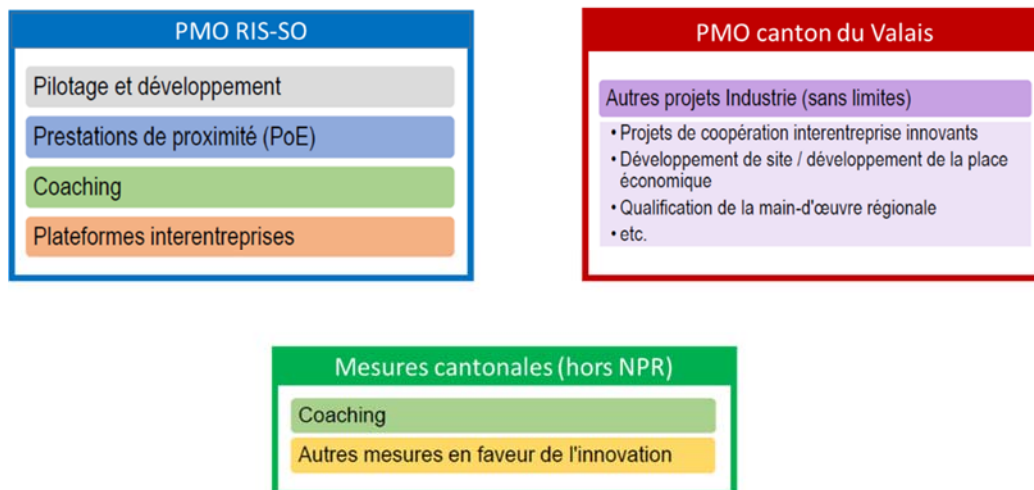 PMO RIS-SO
Pilotage et développement
Prestations de proximité (PoE)
Coaching
Plateformes interentreprises
PMO canton du Valais
Autres projets Industrie (sans limites)
• Projets de coopération interentreprise innovants
• Développement de site / développement de la place
économique
• Qualification de la main-d'œuvre régionale
• etc.
Mesures cantonales (hors NPR)
Coaching
Autres mesures en faveur de l'innovation